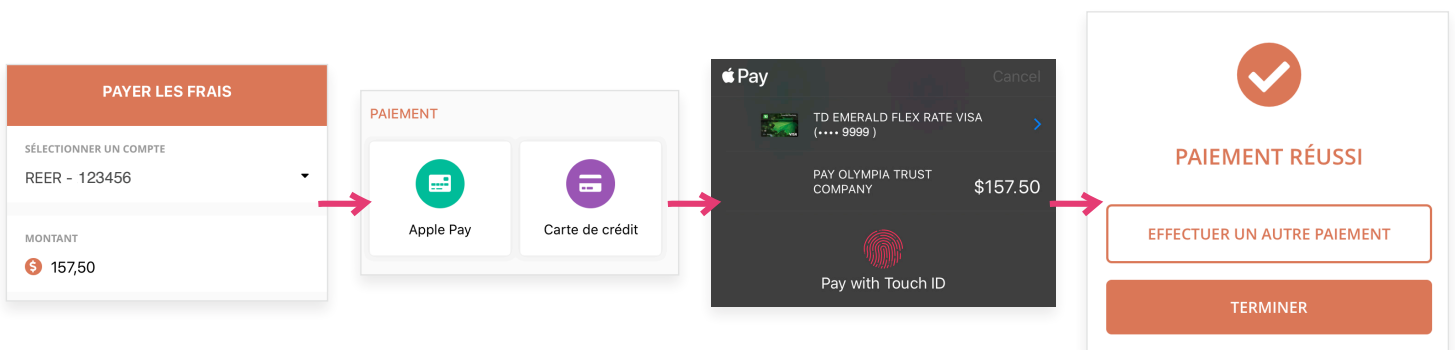 PAYER LES FRAIS
SÉLECTIONNER UN COMPTE
REER - 123456
MONTANT
$ 157,50
PAIEMENT
Apple Pay
Carte de crédit
Pay
Cancel
VISA
TD EMERALD FLEX RATE VISA
(•••• 9999 )
PAY OLYMPIA TRUST
COMPANY
$157.50
Pay with Touch ID
PAIEMENT RÉUSSI
EFFECTUER UN AUTRE PAIEMENT
TERMINER